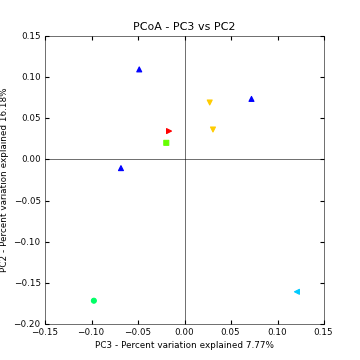 PCoA - PC3 vs PC2
0.15
0.10
0.05
0.00
−0.05
−0.10
−0.15
−0.20
PC2 - Percent variation explained 16.18%
−0.15 −0.10 −0.05 0.00 0.05 0.10 0.15
PC3 - Percent variation explained 7.77%